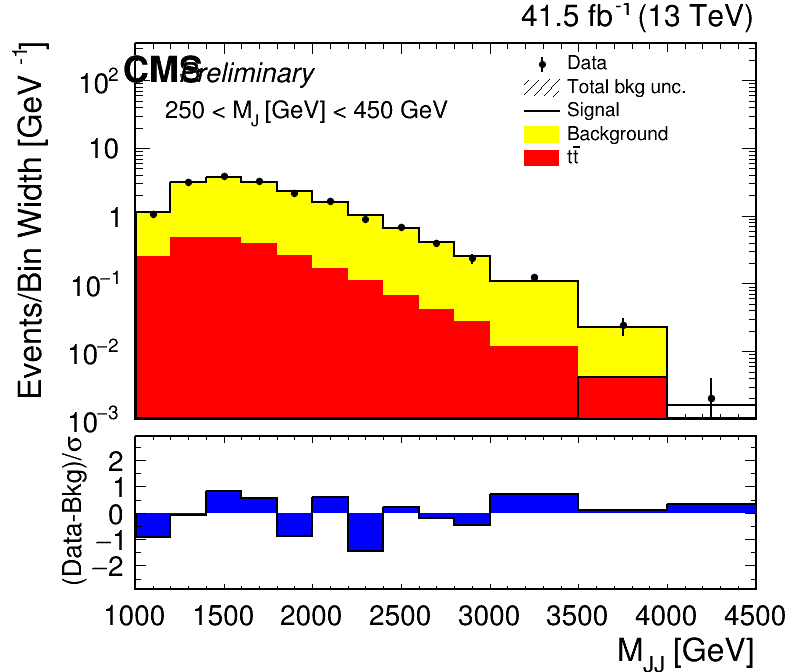 41.5 fb⁻¹ (13 TeV)
CMS Preliminary
250 < M_J [GeV] < 450 GeV
Data
Total bkg unc.
Signal
Background
tt̄
Events/Bin Width [GeV⁻¹]
10²
10
1
10⁻¹
10⁻²
10⁻³
(Data-Bkg)/σ
2
1
0
−1
−2
1000 1500 2000 2500 3000 3500 4000 4500
M_JJ [GeV]